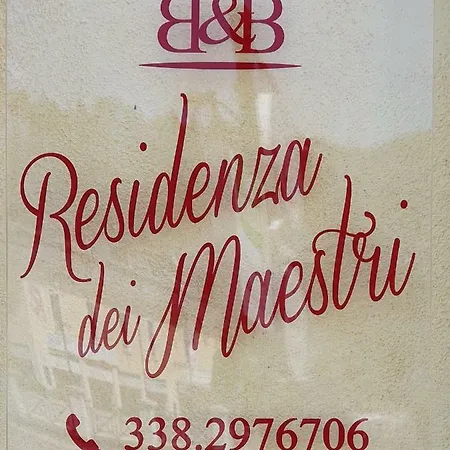 B&B
Residenza
dei Maestri
338.2976706